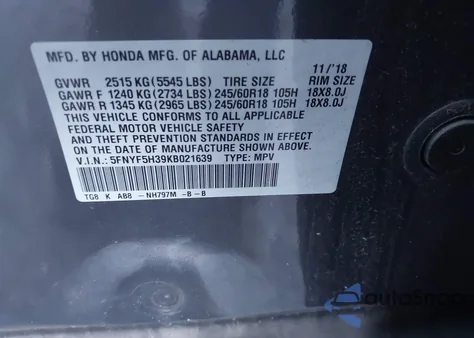 MFD. BY HONDA MFG. OF ALABAMA, LLC
11/'18
GVWR 2515 KG (5545 LBS) TIRE SIZE RIM SIZE
GAWR F 1240 KG (2734 LBS) 245/60R18 105H 18X8.0J
GAWR R 1345 KG (2965 LBS) 245/60R18 105H 18X8.0J
THIS VEHICLE CONFORMS TO ALL APPLICABLE
FEDERAL MOTOR VEHICLE SAFETY
AND THEFT PREVENTION STANDARDS
IN EFFECT ON THE DATE OF MANUFACTURE SHOWN ABOVE.
V.I.N.: 5FNYF5H39KB021639 TYPE: MPV
TG8 K AB8 -NH797M -B -B